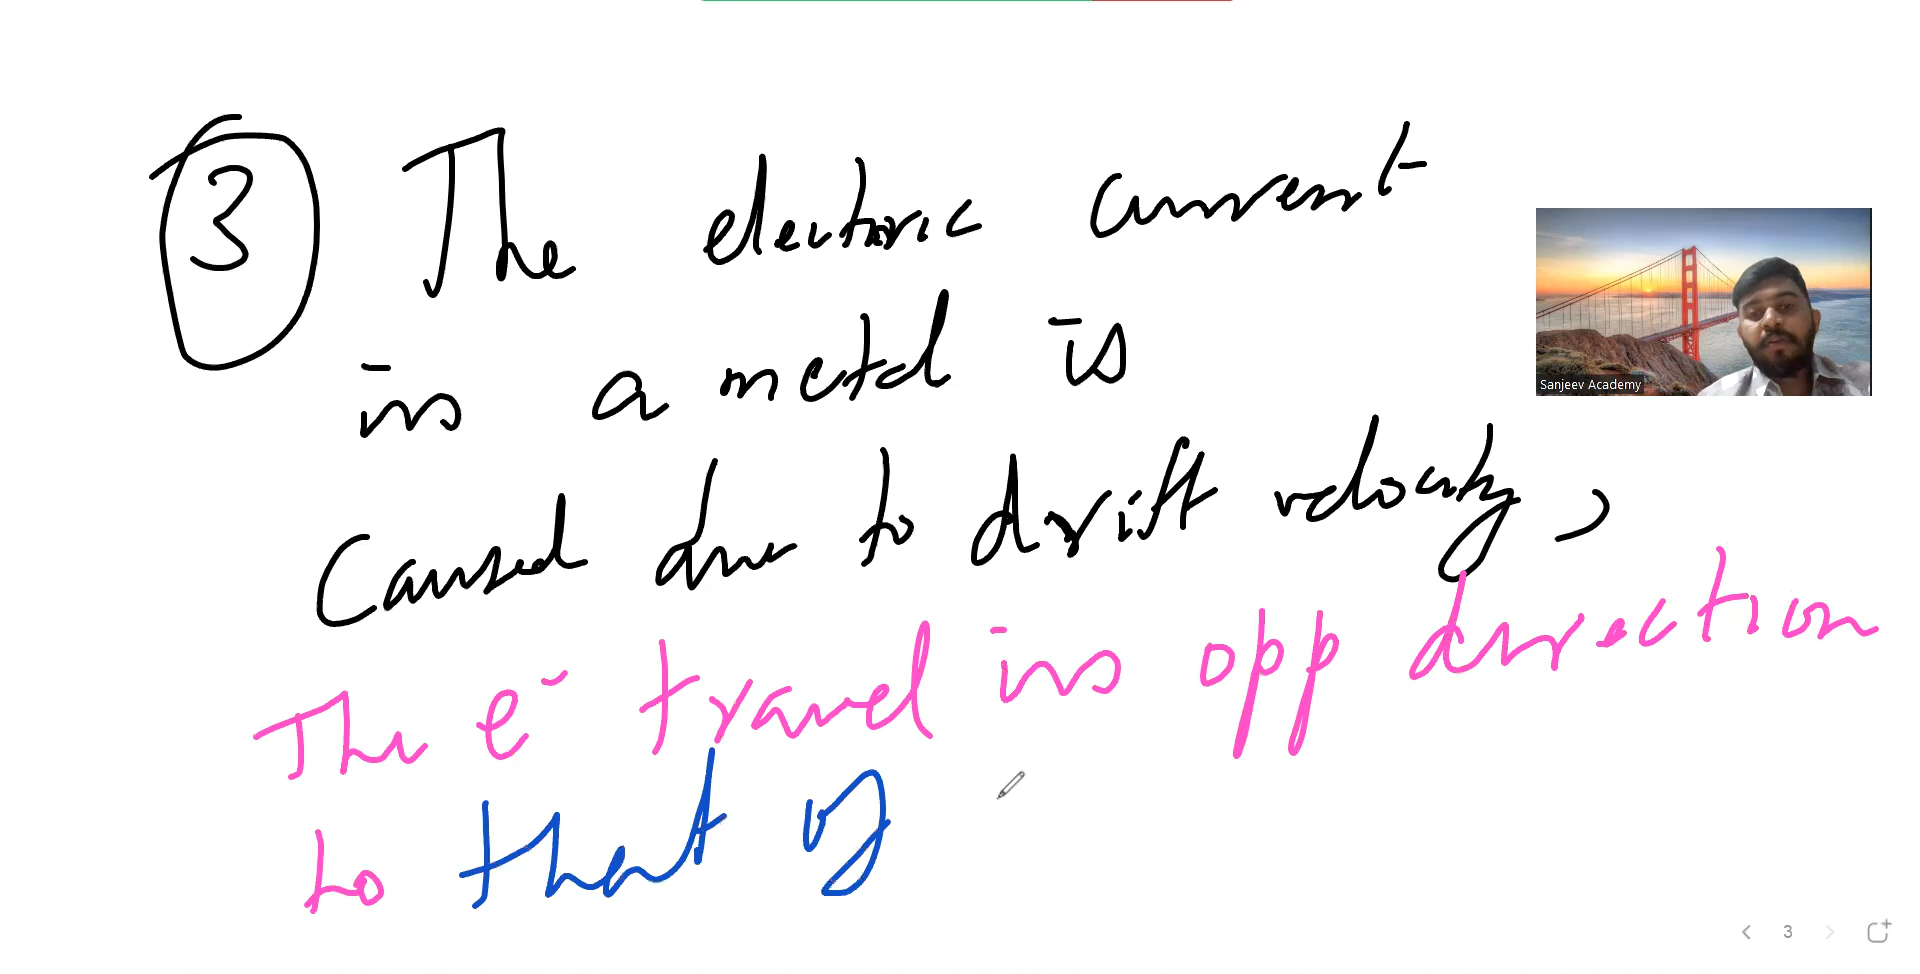 3 The electric current
in a metal is
Caused due to drift velocity,
The e- travel in opp direction
to that of
Sanjeev Academy
3